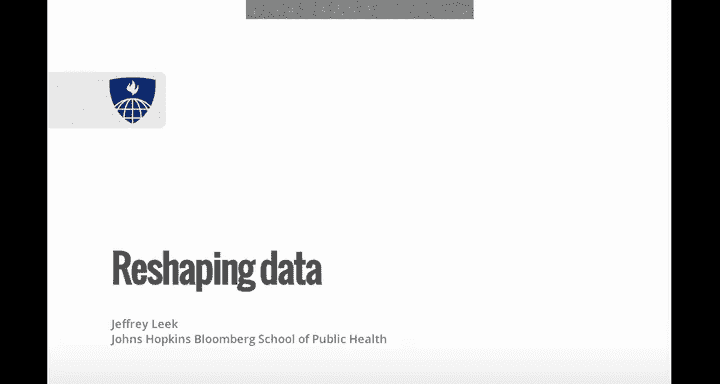 Reshaping data
Jeffrey Leek
Johns Hopkins Bloomberg School of Public Health